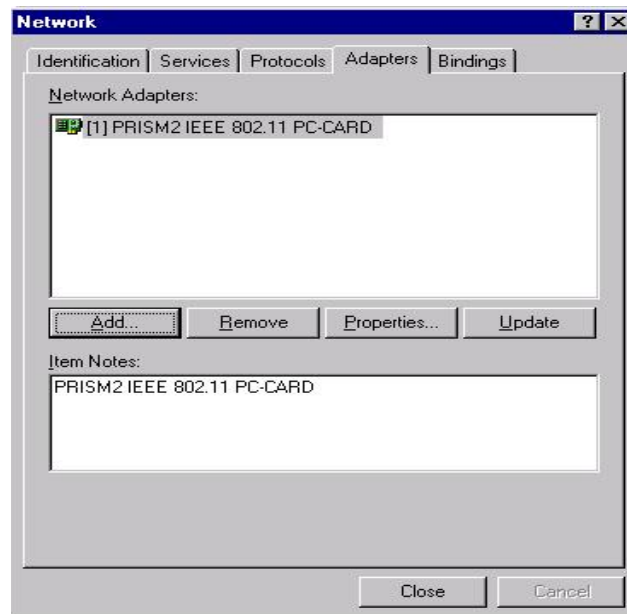 Network
Identification Services Protocols Adapters Bindings
Network Adapters:
[1] PRISM2 IEEE 802.11 PC-CARD
Add... Remove Properties... Update
Item Notes:
PRISM2 IEEE 802.11 PC-CARD
Close Cancel